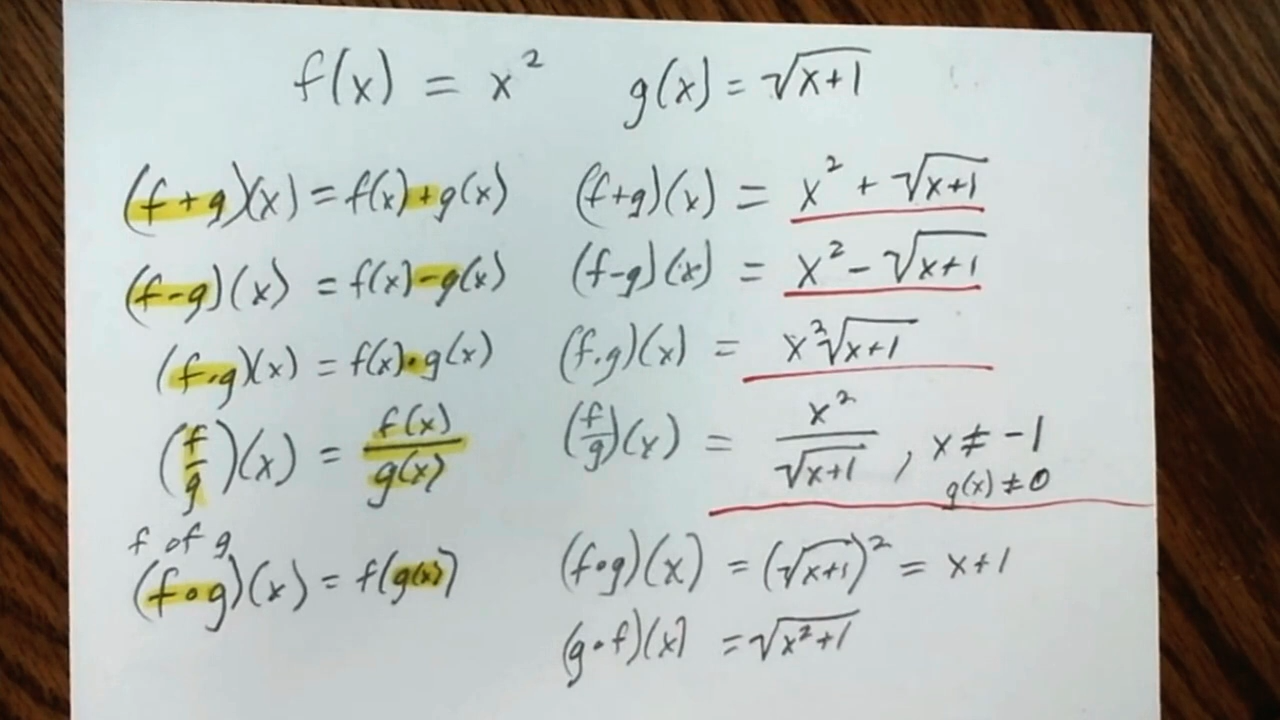 f(x) = x² g(x) = √(x+1)
(f+g)(x) = f(x)+g(x) (f+g)(x) = x² + √(x+1)
(f-g)(x) = f(x)-g(x) (f-g)(x) = x² - √(x+1)
(f·g)(x) = f(x)·g(x) (f·g)(x) = x²√(x+1)
(f/g)(x) = f(x)/g(x) (f/g)(x) = x²/√(x+1) , x ≠ -1
g(x) ≠ 0
f of g
(f∘g)(x) = f(g(x)) (f∘g)(x) = (√(x+1))² = x+1
(g∘f)(x) = √(x²+1)